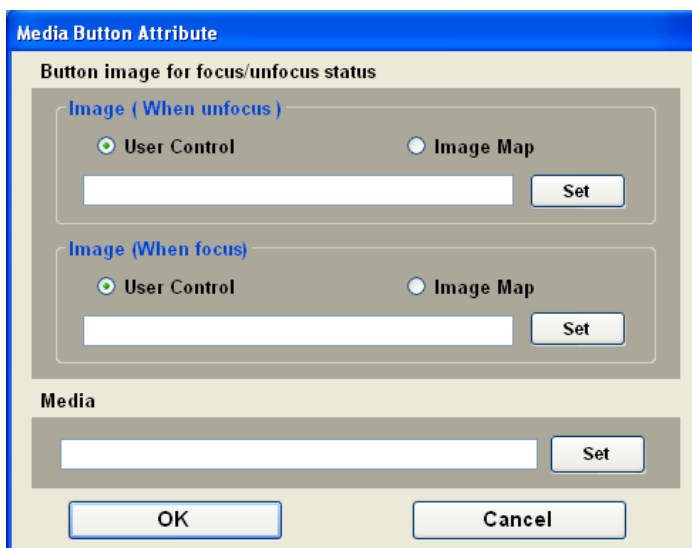 Media Button Attribute
Button image for focus/unfocus status
Image ( When unfocus )
User Control Image Map
Set
Image (When focus)
User Control Image Map
Set
Media
Set
OK Cancel